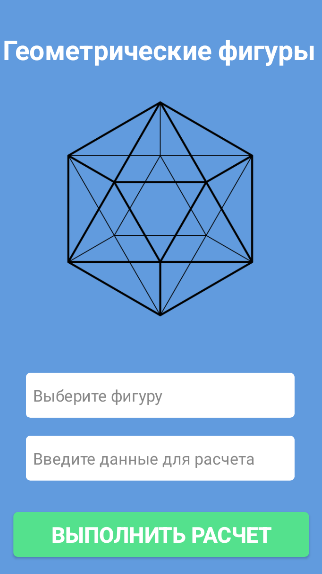 Геометрические фигуры
Выберите фигуру
Введите данные для расчета
ВЫПОЛНИТЬ РАСЧЕТ